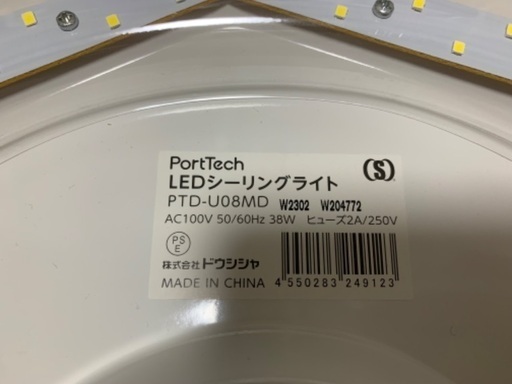 PortTech
(S)
LEDシーリングライト
PTD-U08MD W2302 W204772
AC100V 50/60Hz 38W ヒューズ2A/250V
PS
E
株式会社ドウシシャ
MADE IN CHINA
4 550283 249123